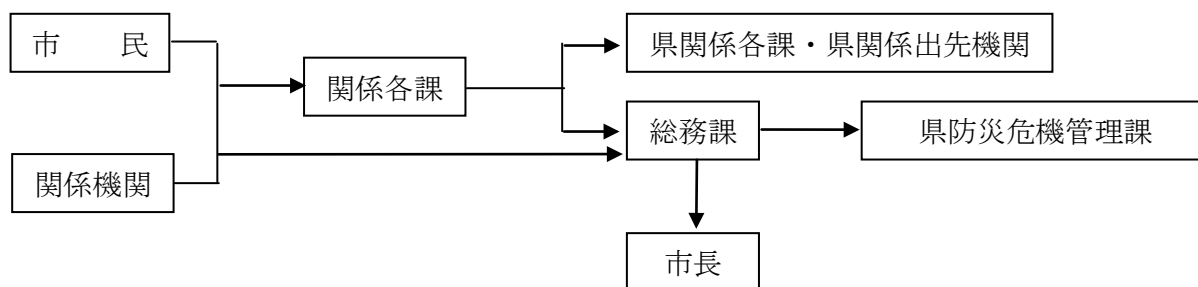 市　　民
県関係各課・県関係出先機関
関係各課
総務課
県防災危機管理課
関係機関
市長